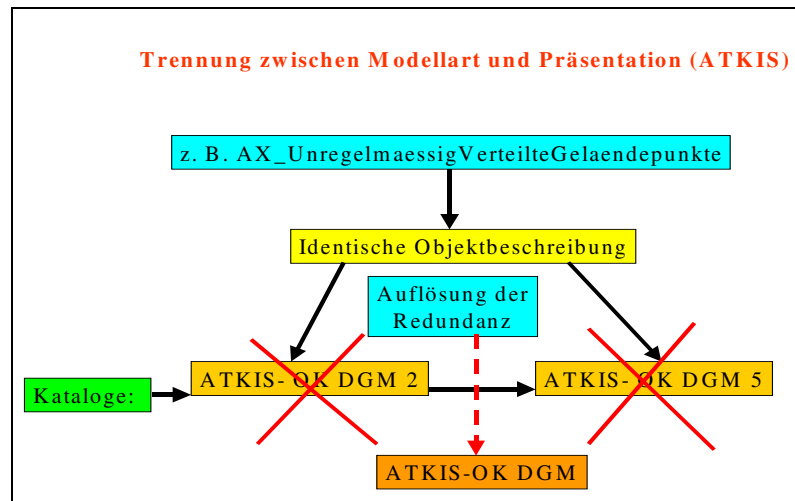 Trennung zwischen Modellart und Präsentation (ATKIS)
z. B. AX_UnregelmaessigVerteilteGelaendepunkte
Identische Objektbeschreibung
Auflösung der
Redundanz
Kataloge:
ATKIS- OK DGM 2
ATKIS- OK DGM 5
ATKIS-OK DGM